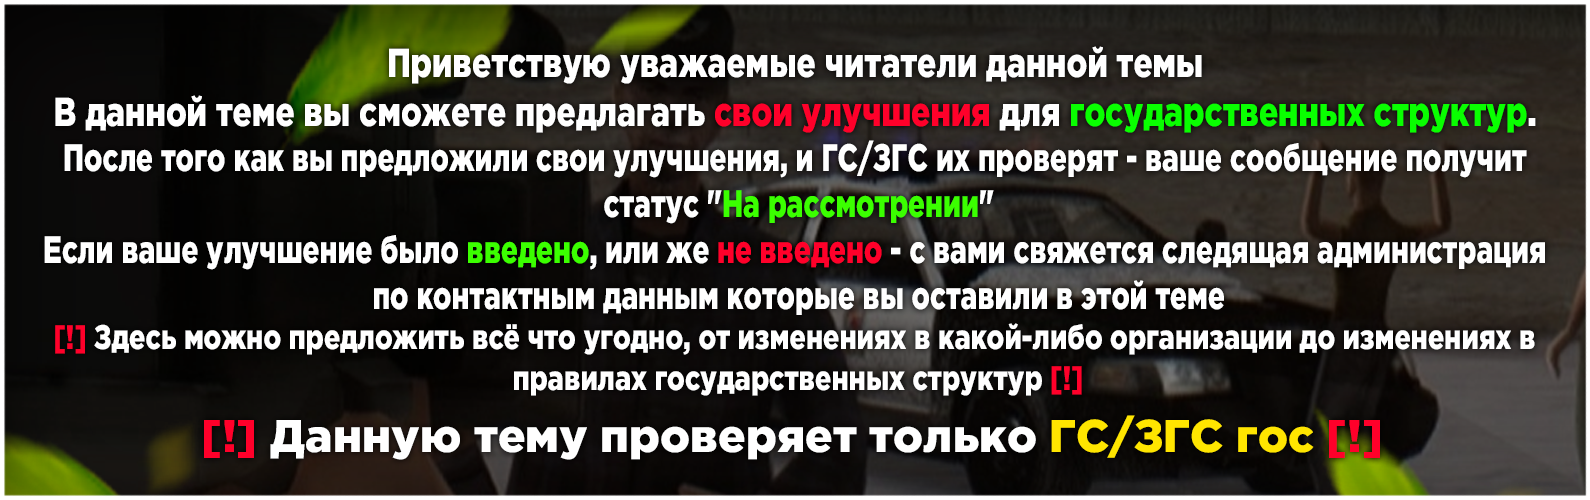 Приветствую уважаемые читатели данной темы
В данной теме вы сможете предлагать свои улучшения для государственных структур.
После того как вы предложили свои улучшения, и ГС/ЗГС их проверят - ваше сообщение получит
статус "На рассмотрении"
Если ваше улучшение было введено, или же не введено - с вами свяжется следящая администрация
по контактным данным которые вы оставили в этой теме
[!] Здесь можно предложить всё что угодно, от изменениях в какой-либо организации до изменениях в
правилах государственных структур [!]
[!] Данную тему проверяет только ГС/ЗГС гос [!]